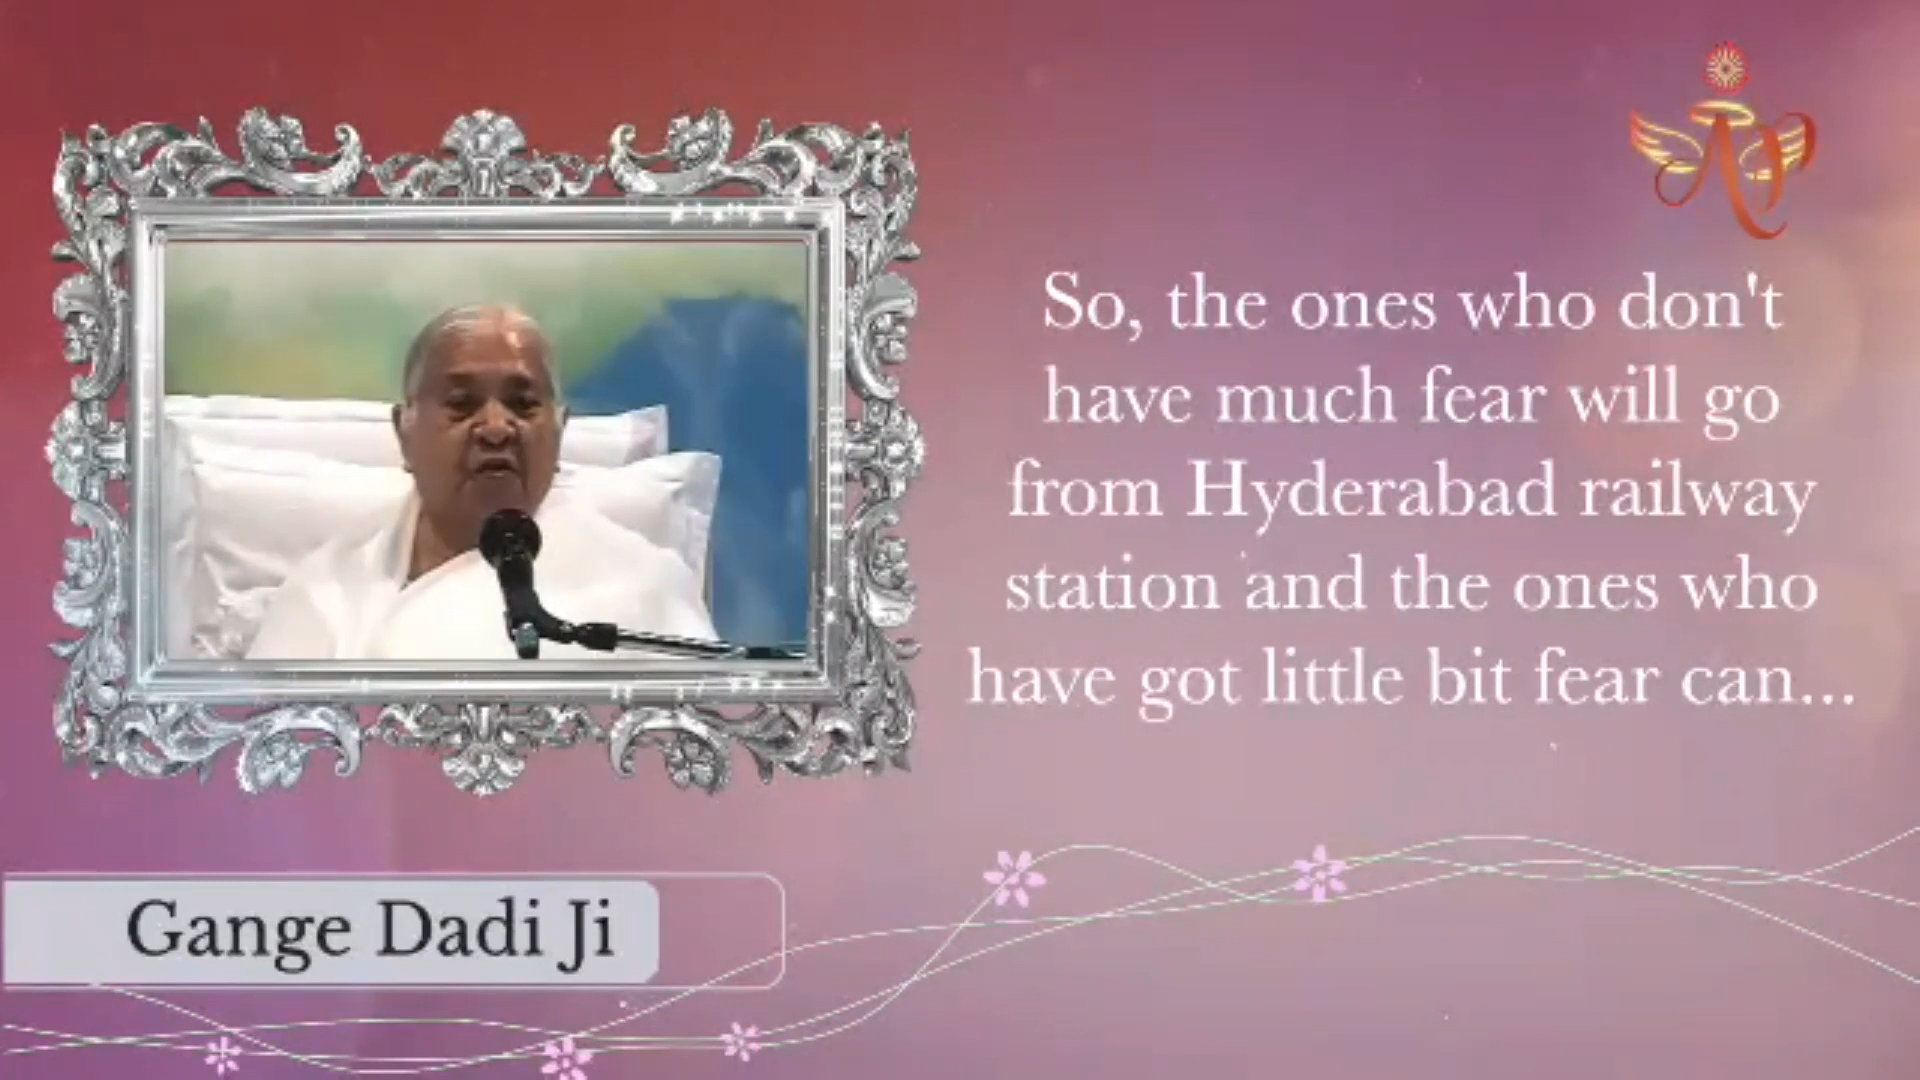 So, the ones who don't
have much fear will go
from Hyderabad railway
station and the ones who
have got little bit fear can...
Gange Dadi Ji